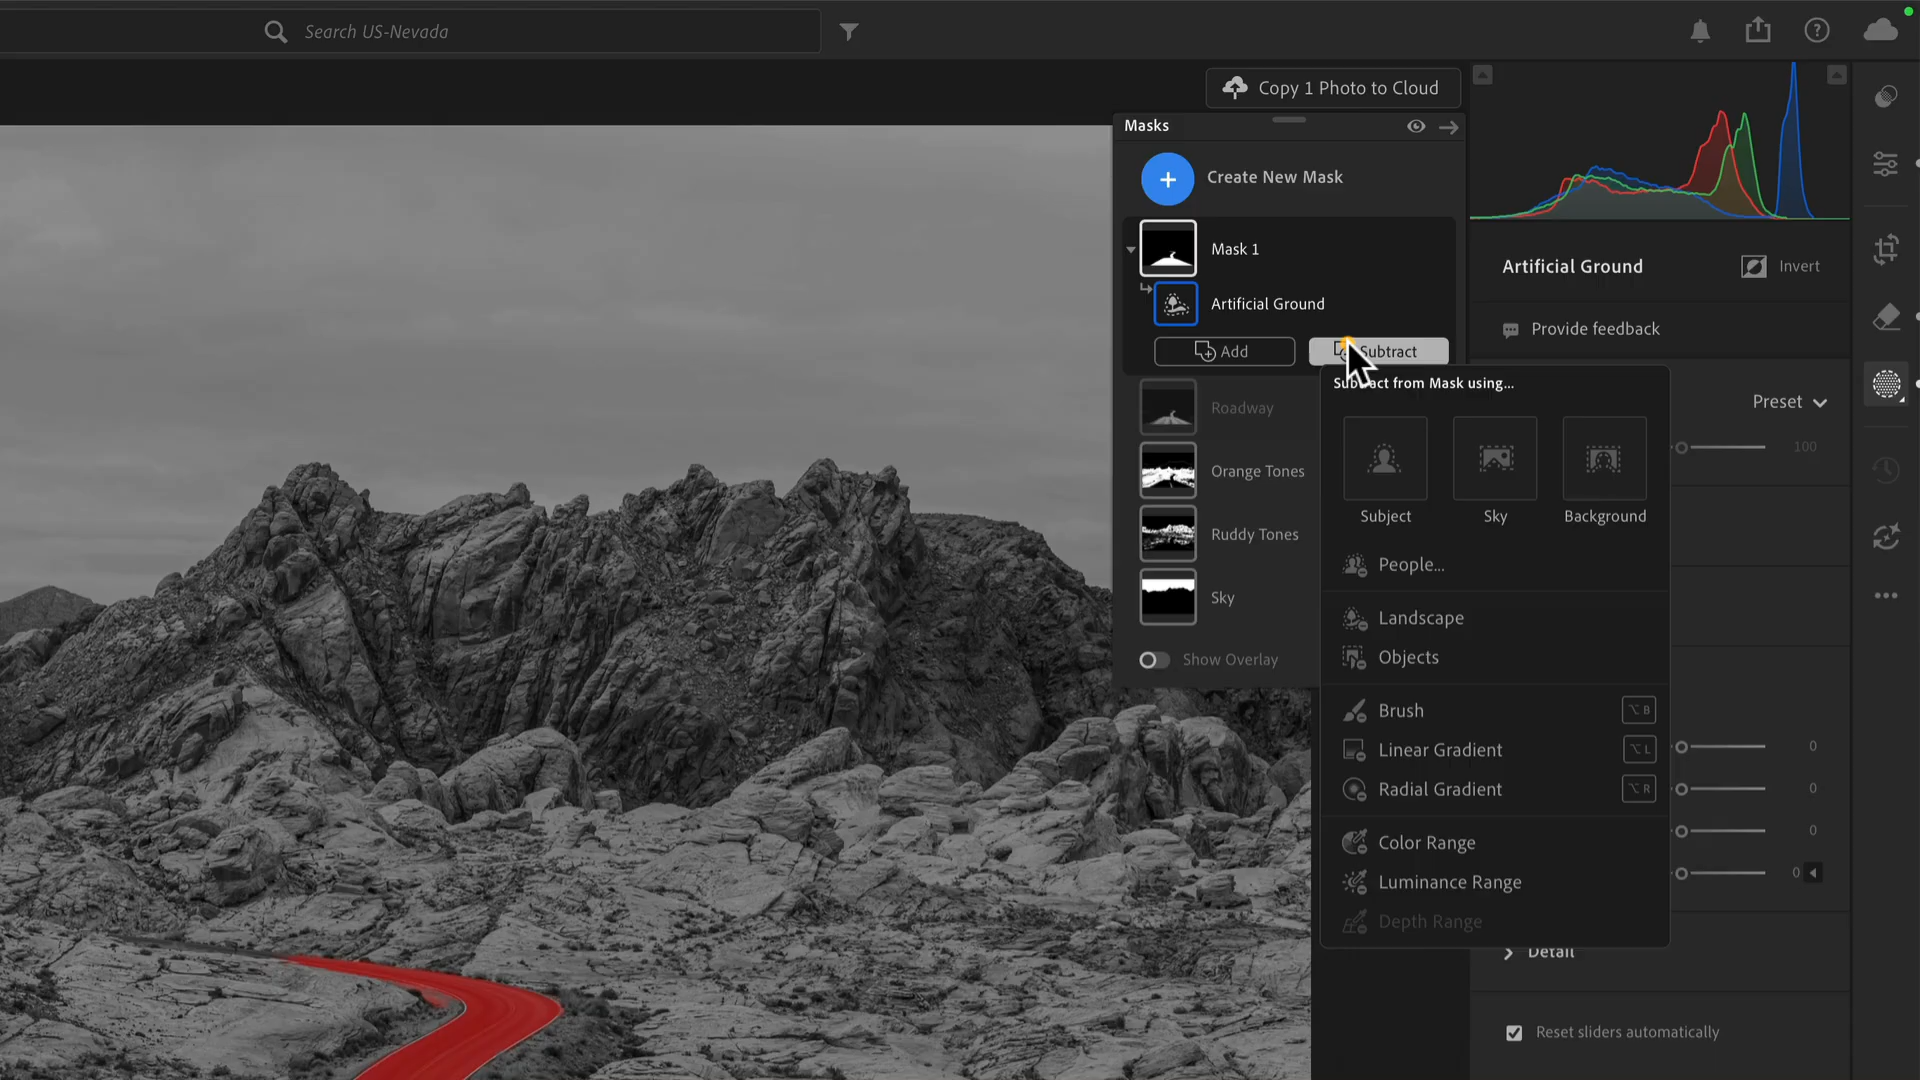 Search US-Nevada
Copy 1 Photo to Cloud
Masks
Create New Mask
Mask 1
Artificial Ground
Add
Subtract
Roadway
Orange Tones
Ruddy Tones
Sky
Show Overlay
Subtract from Mask using...
Subject
Sky
Background
People...
Landscape
Objects
Brush
⌥ B
Linear Gradient
⌥ L
Radial Gradient
⌥ R
Color Range
Luminance Range
Depth Range
Artificial Ground
Invert
Provide feedback
Preset
100
0
0
0
0
Detail
Reset sliders automatically